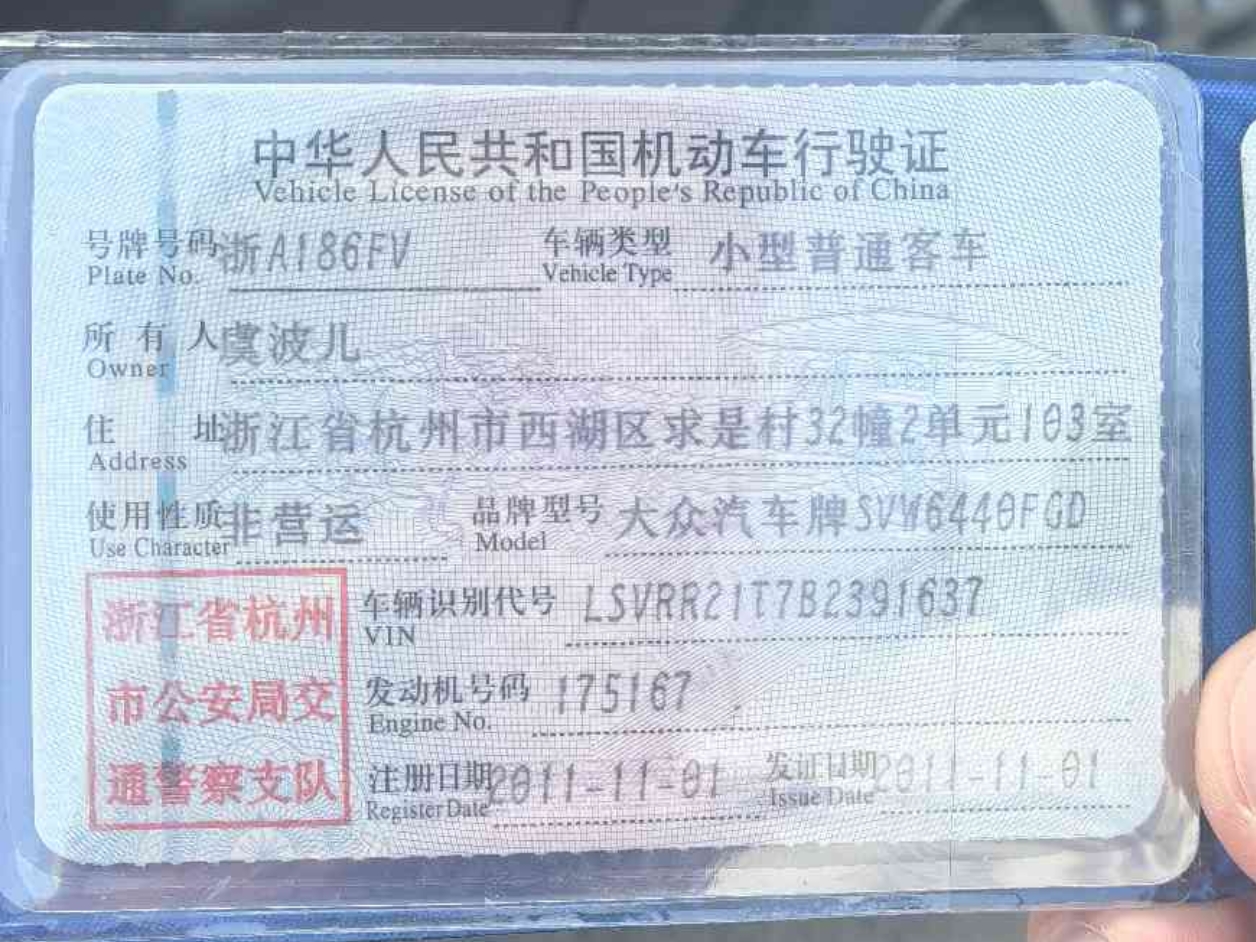 中华人民共和国机动车行驶证
Vehicle License of the People's Republic of China
号牌号码 浙A186FV 车辆类型 小型普通客车
Plate No. Vehicle Type
所有人 虞波儿
Owner
住址 浙江省杭州市西湖区求是村32幢2单元103室
Address
使用性质 非营运 品牌型号 大众汽车牌SVW6440FGD
Use Character Model
浙江省杭州
市公安局交
通警察支队
车辆识别代号 LSVRR21T7B2391637
VIN
发动机号码 175167
Engine No.
注册日期 2011-11-01 发证日期 2011-11-01
Register Date Issue Date